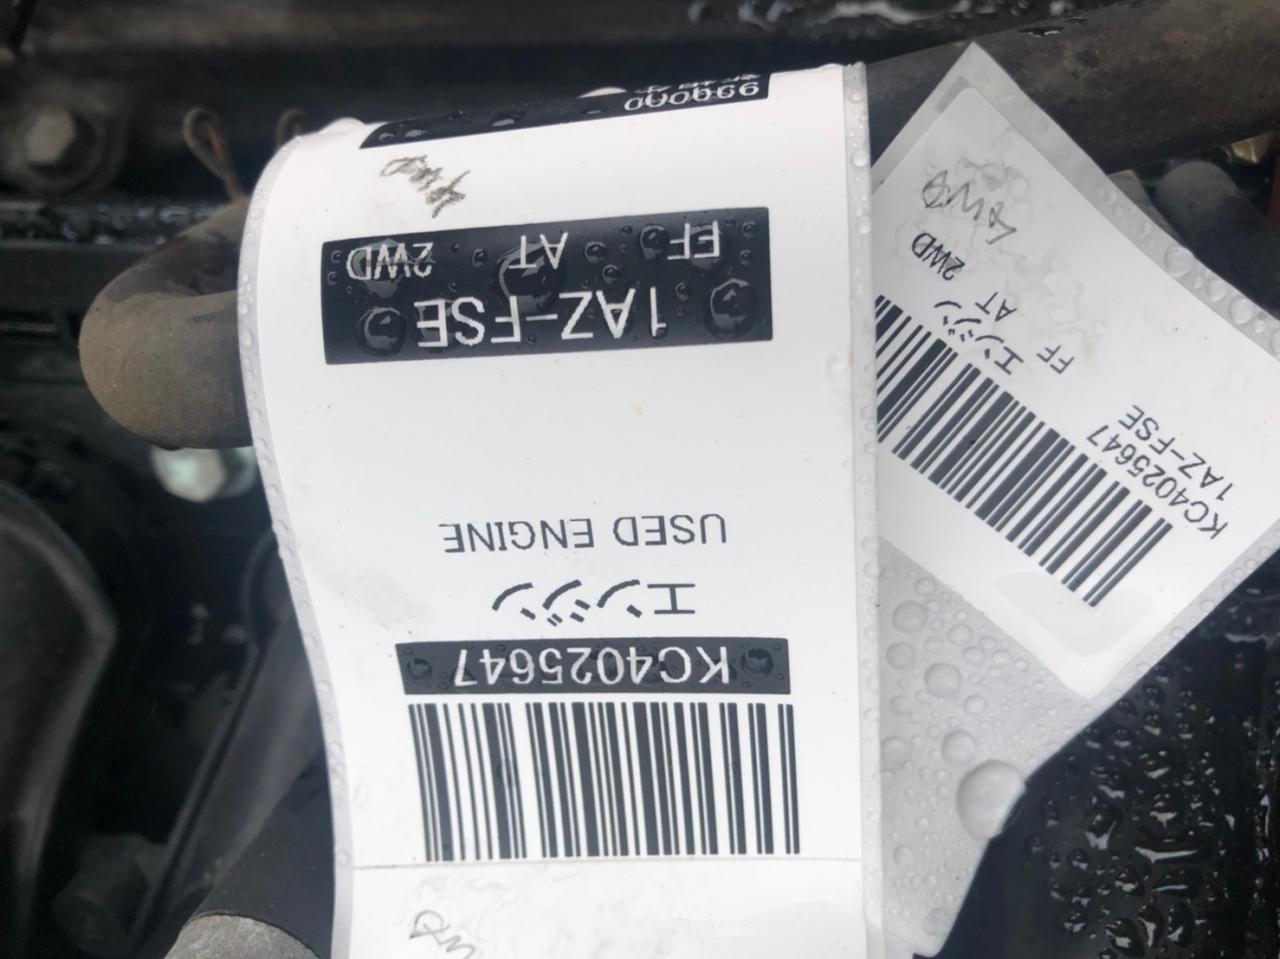 KC4025647
エンジン
USED ENGINE
1AZ-FSE
FF AT 2WD
KC4025647
1AZ-FSE
エンジン FF
AT 2WD
4WD